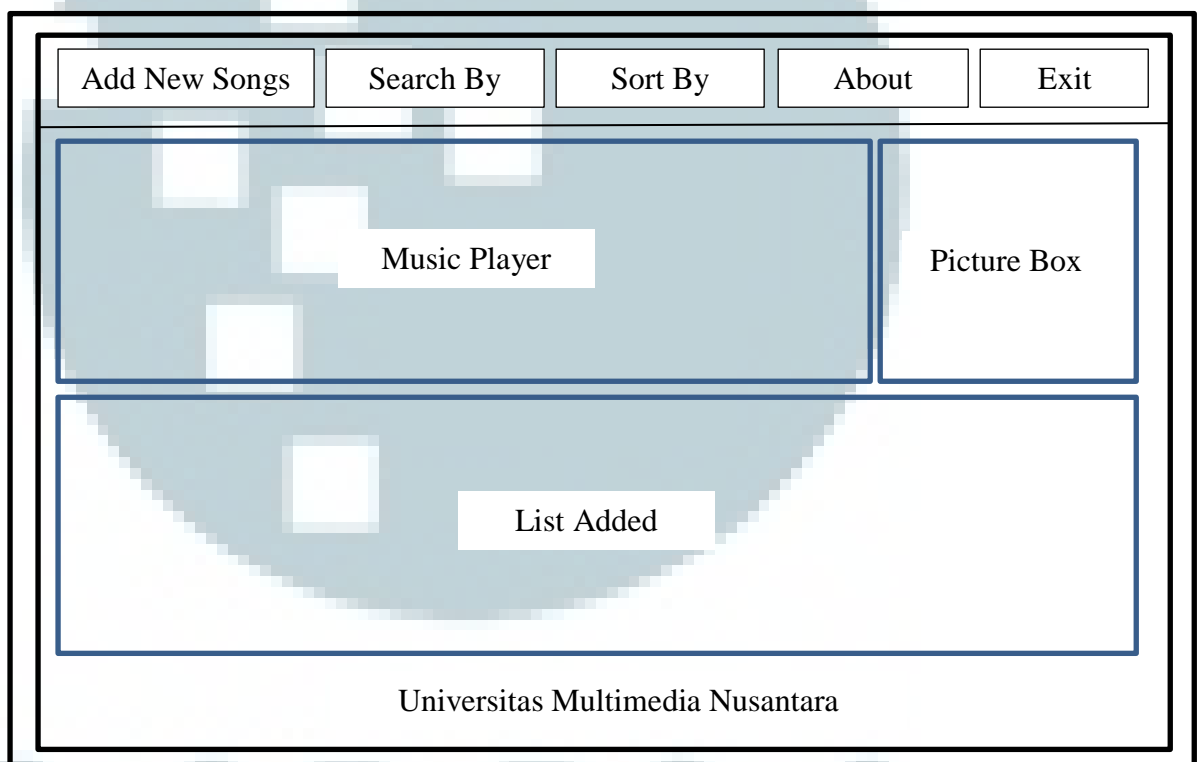 Add New Songs
Search By
Sort By
About
Exit
Music Player
Picture Box
List Added
Universitas Multimedia Nusantara